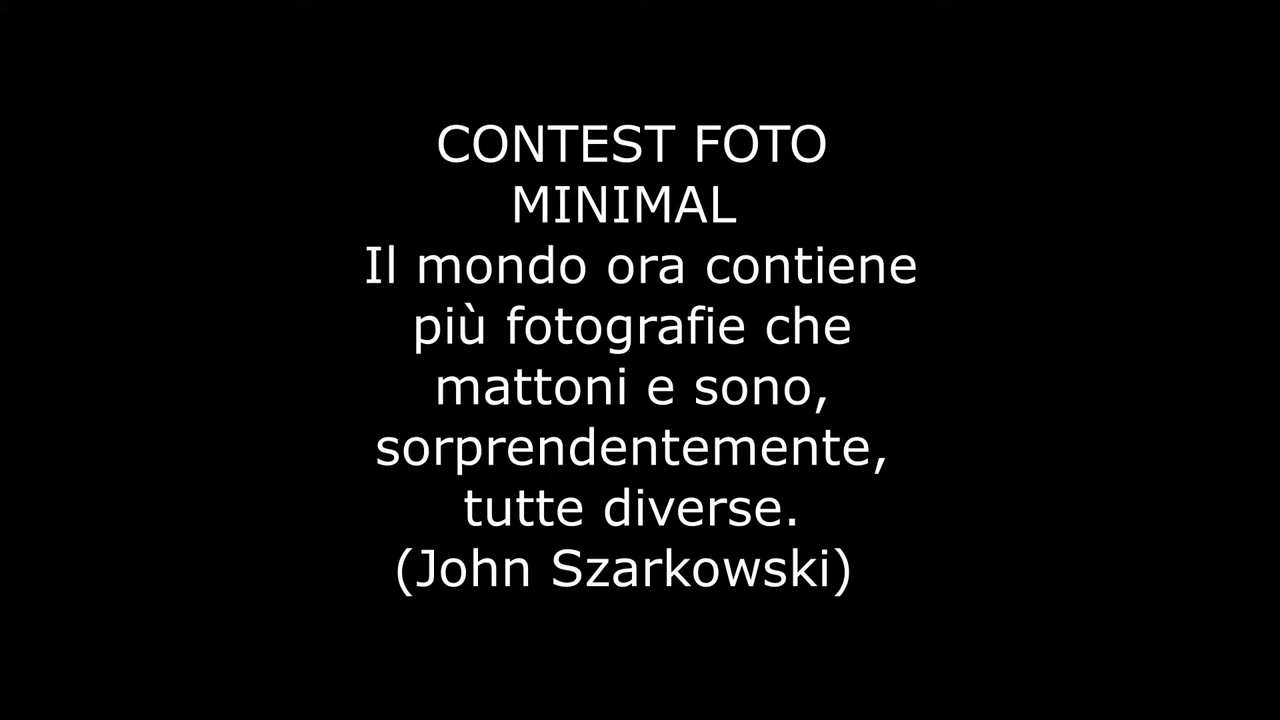 CONTEST FOTO
MINIMAL
Il mondo ora contiene
più fotografie che
mattoni e sono,
sorprendentemente,
tutte diverse.
(John Szarkowski)